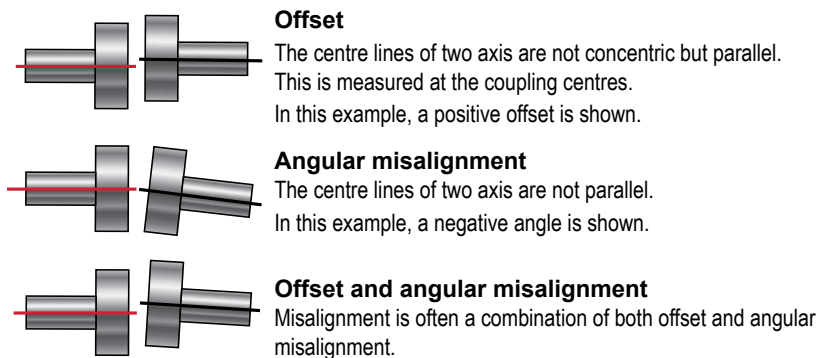 Offset
The centre lines of two axis are not concentric but parallel.
This is measured at the coupling centres.
In this example, a positive offset is shown.
Angular misalignment
The centre lines of two axis are not parallel.
In this example, a negative angle is shown.
Offset and angular misalignment
Misalignment is often a combination of both offset and angular
misalignment.